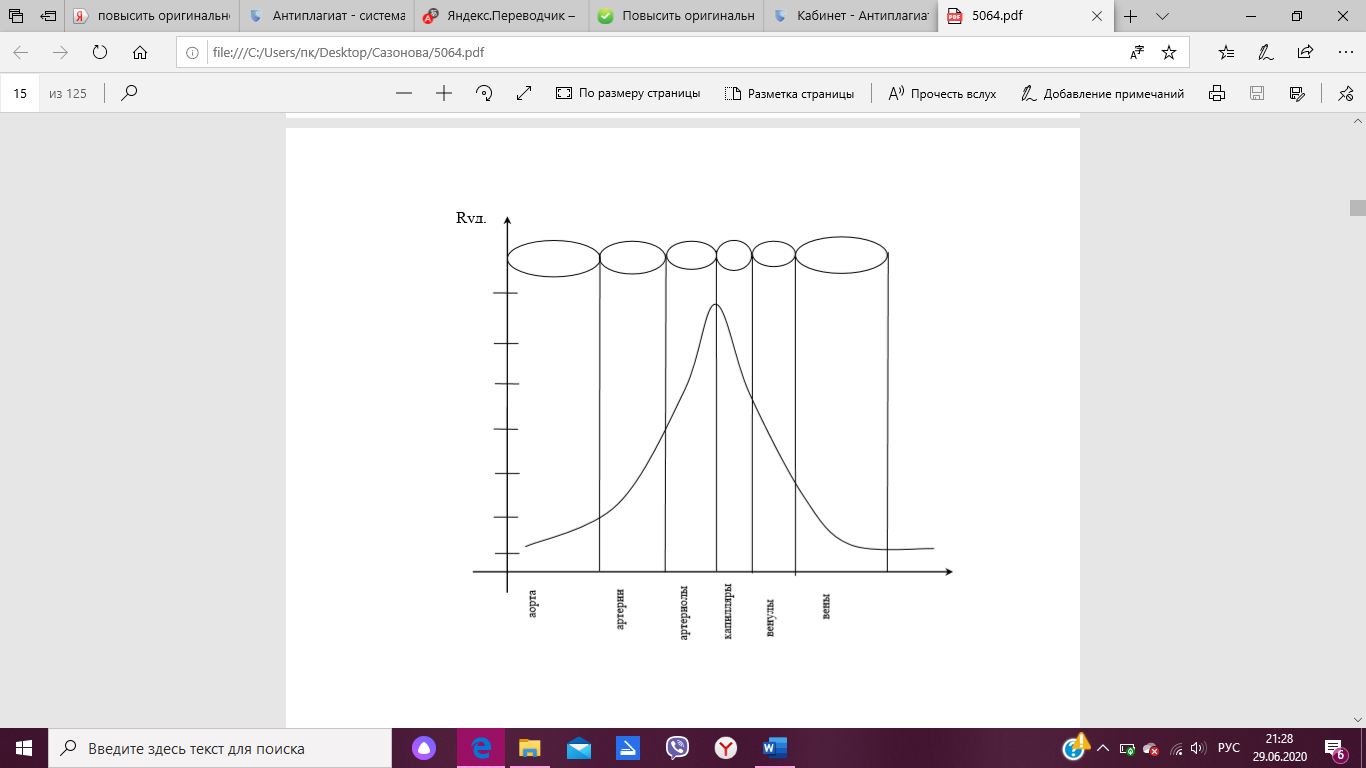 повысить оригинальн
Антиплагиат - система
Яндекс.Переводчик –
Повысить оригинальн
Кабинет - Антиплагиат
5064.pdf
file:///C:/Users/пк/Desktop/Сазонова/5064.pdf
15 из 125
По размеру страницы
Разметка страницы
Прочесть вслух
Добавление примечаний
Rуд.
аорта
артерии
артериолы
капилляры
венулы
вены
Введите здесь текст для поиска
РУС
21:28
29.06.2020
6